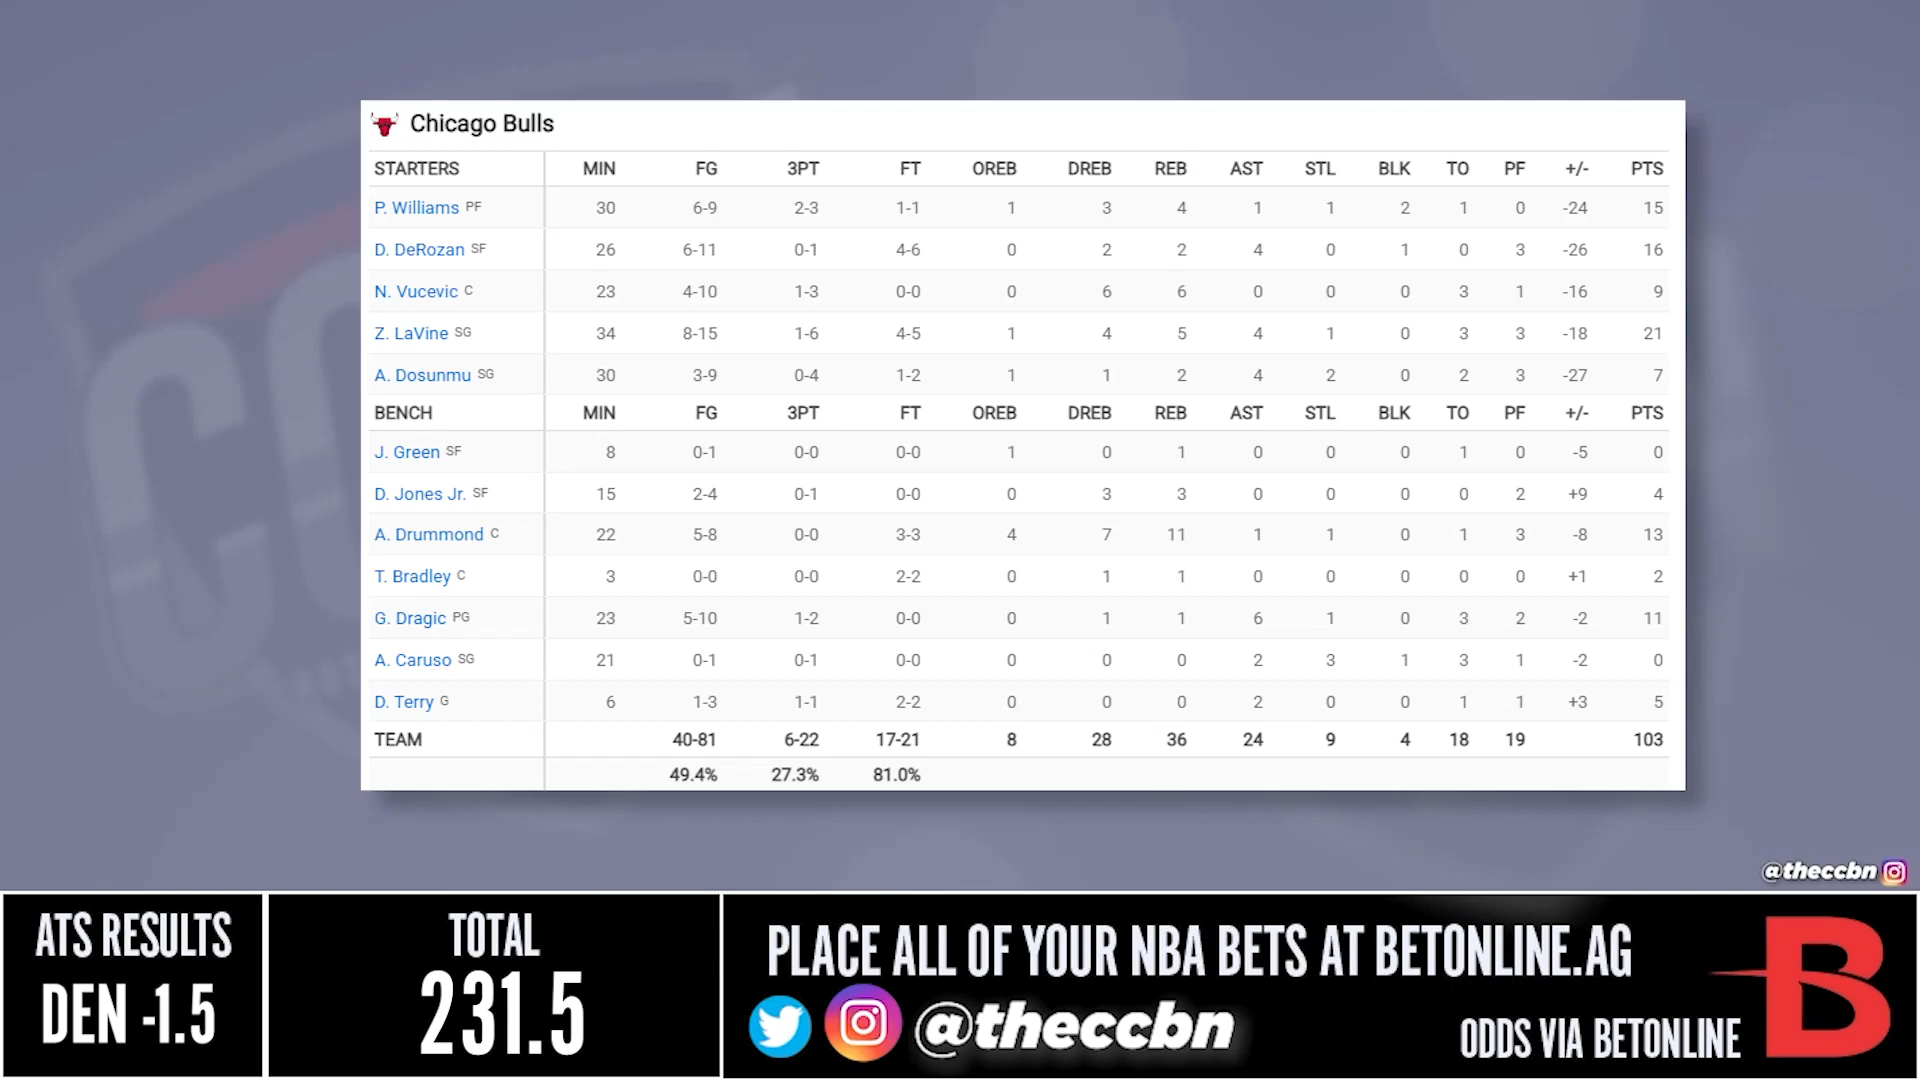 Chicago Bulls
STARTERS MIN FG 3PT FT OREB DREB REB AST STL BLK TO PF +/- PTS
P. Williams PF 30 6-9 2-3 1-1 1 3 4 1 1 2 1 0 -24 15
D. DeRozan SF 26 6-11 0-1 4-6 0 2 2 4 0 1 0 3 -26 16
N. Vucevic C 23 4-10 1-3 0-0 0 6 6 0 0 0 3 1 -16 9
Z. LaVine SG 34 8-15 1-6 4-5 1 4 5 4 1 0 3 3 -18 21
A. Dosunmu SG 30 3-9 0-4 1-2 1 1 2 4 2 0 2 3 -27 7
BENCH MIN FG 3PT FT OREB DREB REB AST STL BLK TO PF +/- PTS
J. Green SF 8 0-1 0-0 0-0 1 0 1 0 0 0 1 0 -5 0
D. Jones Jr. SF 15 2-4 0-1 0-0 0 3 3 0 0 0 0 2 +9 4
A. Drummond C 22 5-8 0-0 3-3 4 7 11 1 1 0 1 3 -8 13
T. Bradley C 3 0-0 0-0 2-2 0 1 1 0 0 0 0 0 +1 2
G. Dragic PG 23 5-10 1-2 0-0 0 1 1 6 1 0 3 2 -2 11
A. Caruso SG 21 0-1 0-1 0-0 0 0 0 2 3 1 3 1 -2 0
D. Terry G 6 1-3 1-1 2-2 0 0 0 2 0 0 1 1 +3 5
TEAM 40-81 6-22 17-21 8 28 36 24 9 4 18 19 103
49.4% 27.3% 81.0%
@theccbn
ATS RESULTS
DEN -1.5
TOTAL
231.5
PLACE ALL OF YOUR NBA BETS AT BETONLINE.AG
@theccbn
ODDS VIA BETONLINE
B